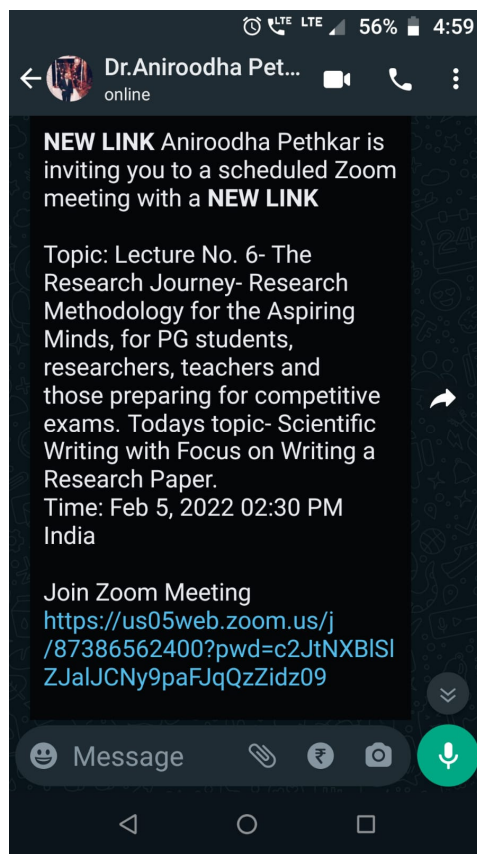 LTE LTE 56% 4:59
Dr.Aniroodha Pet...
online
NEW LINK Aniroodha Pethkar is
inviting you to a scheduled Zoom
meeting with a NEW LINK
Topic: Lecture No. 6- The
Research Journey- Research
Methodology for the Aspiring
Minds, for PG students,
researchers, teachers and
those preparing for competitive
exams. Todays topic- Scientific
Writing with Focus on Writing a
Research Paper.
Time: Feb 5, 2022 02:30 PM
India
Join Zoom Meeting
https://us05web.zoom.us/j
/87386562400?pwd=c2JtNXBlSl
ZJalJCNy9paFJqQzZidz09
Message ₹